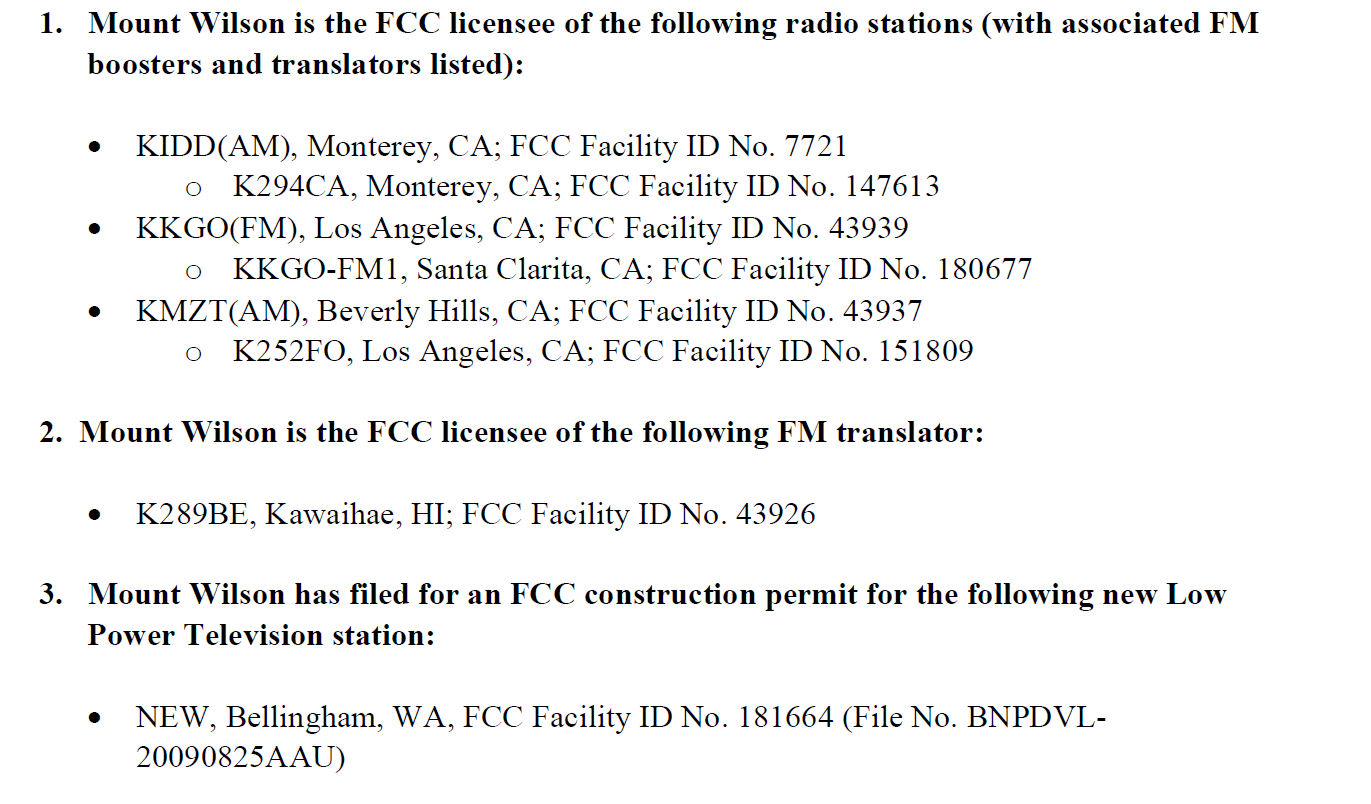 1. Mount Wilson is the FCC licensee of the following radio stations (with associated FM
boosters and translators listed):
• KIDD(AM), Monterey, CA; FCC Facility ID No. 7721
o K294CA, Monterey, CA; FCC Facility ID No. 147613
• KKGO(FM), Los Angeles, CA; FCC Facility ID No. 43939
o KKGO-FM1, Santa Clarita, CA; FCC Facility ID No. 180677
• KMZT(AM), Beverly Hills, CA; FCC Facility ID No. 43937
o K252FO, Los Angeles, CA; FCC Facility ID No. 151809
2. Mount Wilson is the FCC licensee of the following FM translator:
• K289BE, Kawaihae, HI; FCC Facility ID No. 43926
3. Mount Wilson has filed for an FCC construction permit for the following new Low
Power Television station:
• NEW, Bellingham, WA, FCC Facility ID No. 181664 (File No. BNPDVL-
20090825AAU)